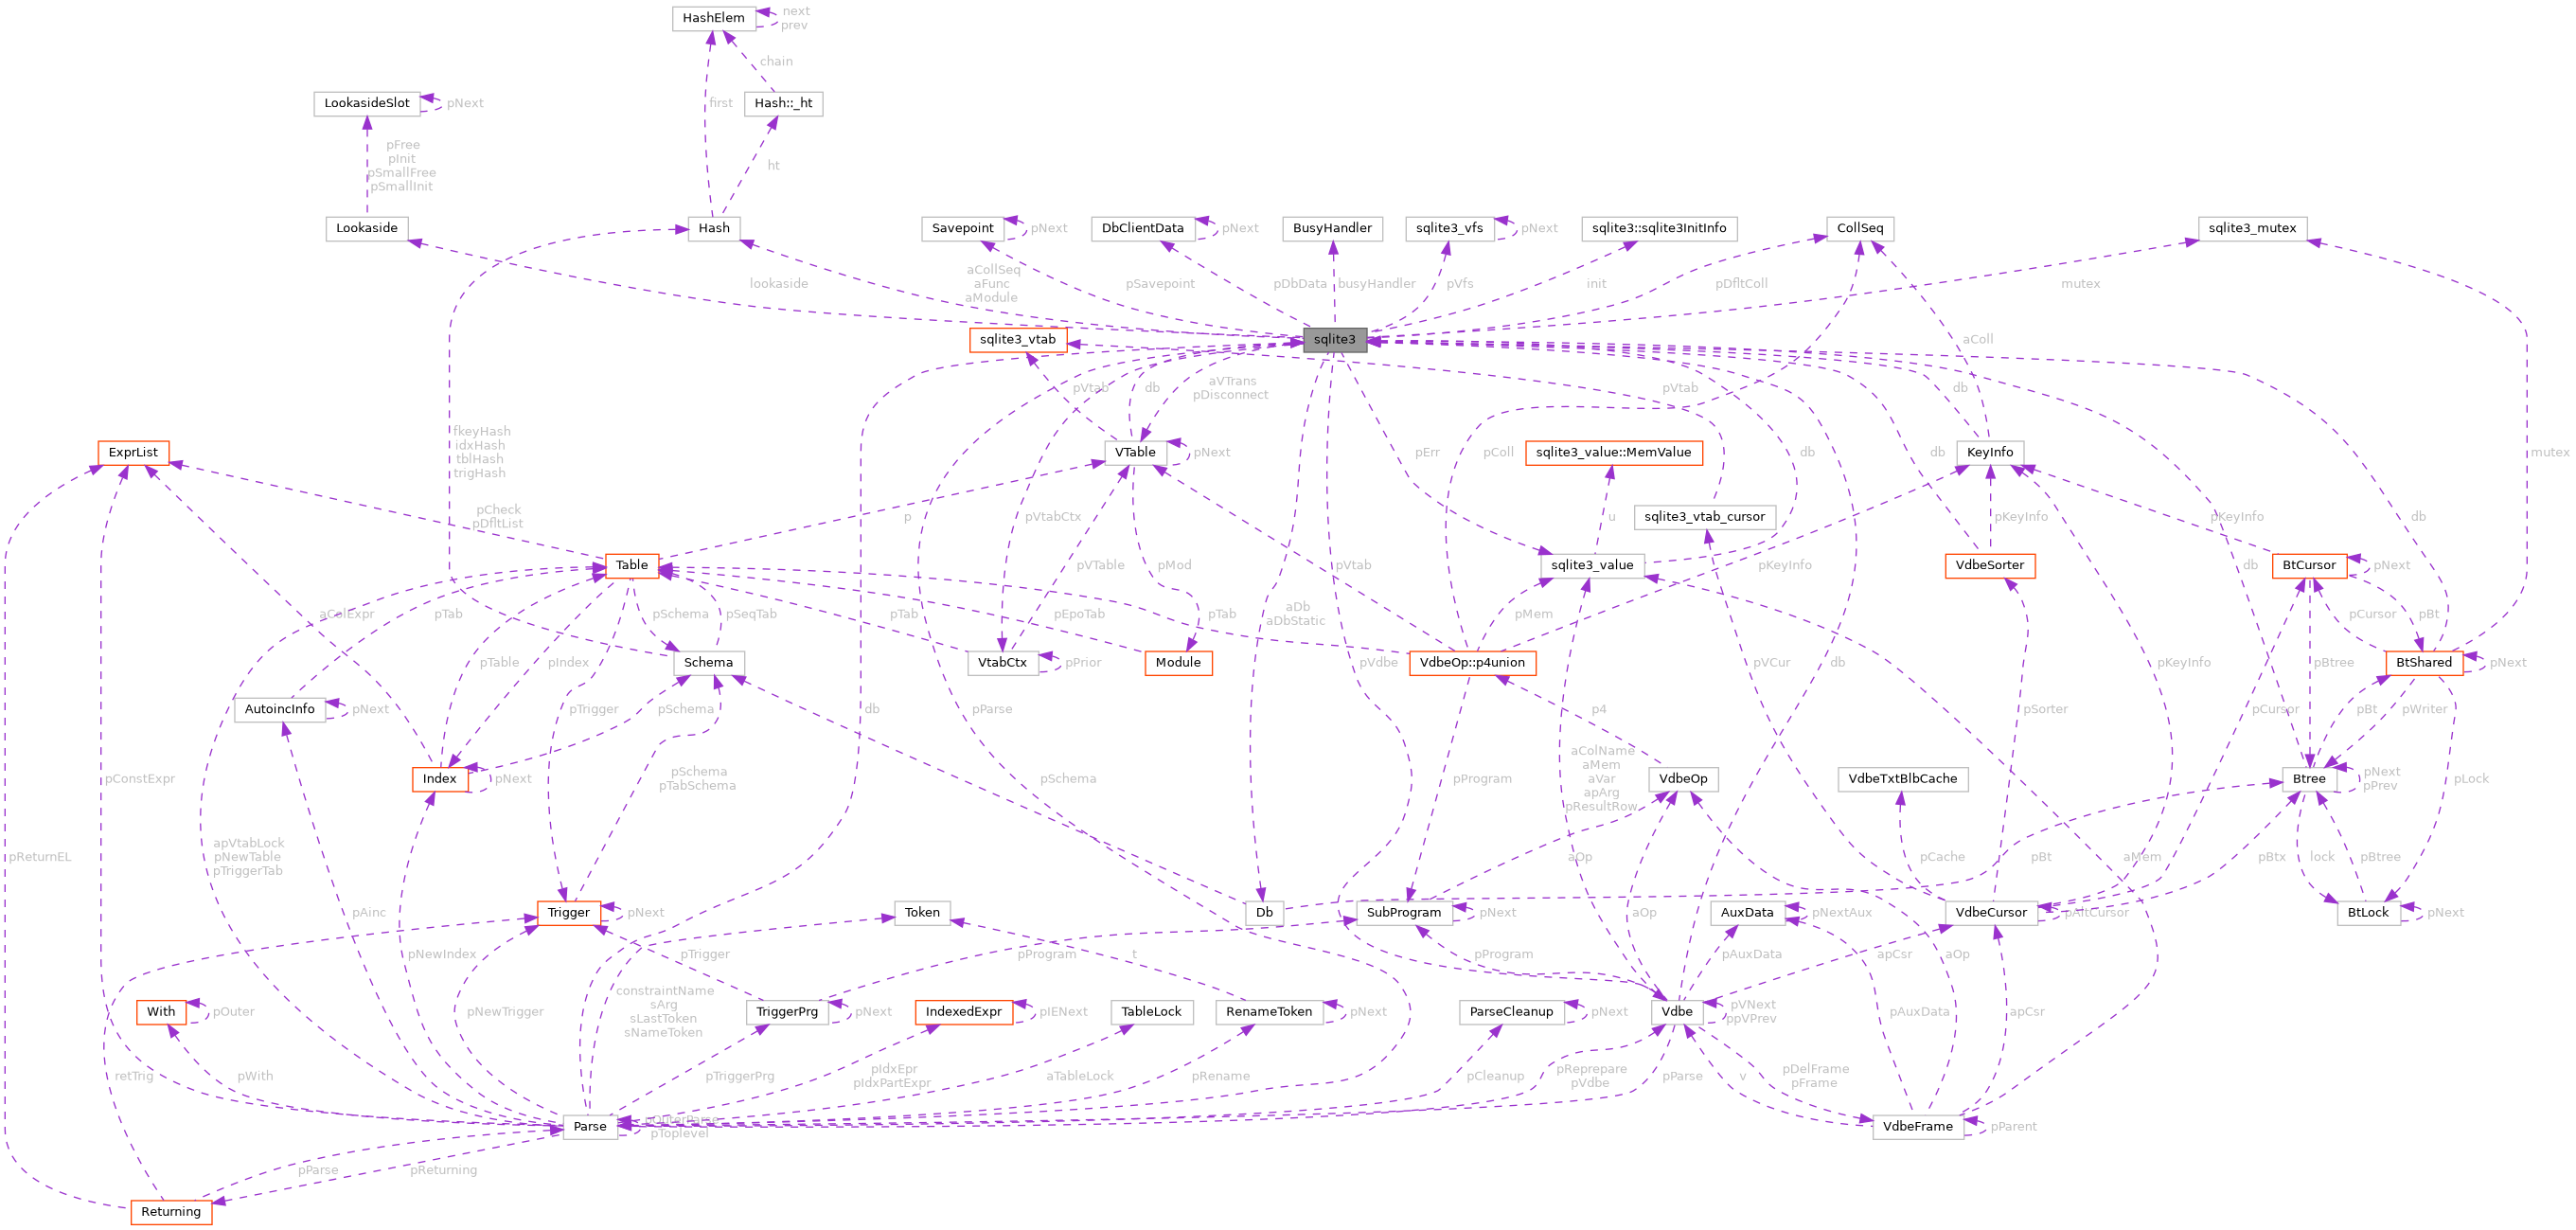 HashElem
next
prev
chain
LookasideSlot
pNext
first
Hash::_ht
pFree
pInit
pSmallFree
pSmallInit
ht
Lookaside
Hash
Savepoint
pNext
DbClientData
pNext
BusyHandler
sqlite3_vfs
pNext
sqlite3::sqlite3InitInfo
CollSeq
sqlite3_mutex
lookaside
aCollSeq
aFunc
aModule
pSavepoint
pDbData
busyHandler
pVfs
init
pDfltColl
mutex
sqlite3_vtab
sqlite3
aColl
pVtab
db
aVTrans
pDisconnect
pVtab
db
fkeyHash
idxHash
tblHash
trigHash
ExprList
VTable
pNext
pErr
pColl
sqlite3_value::MemValue
db
db
KeyInfo
mutex
pCheck
pDfltList
p
pVtabCtx
u
sqlite3_vtab_cursor
pKeyInfo
pKeyInfo
db
Table
pVTable
pMod
pVtab
sqlite3_value
pKeyInfo
VdbeSorter
db
BtCursor
pNext
aColExpr
pTab
pSchema
pSeqTab
pTab
pEpoTab
pTab
aDb
aDbStatic
pMem
pCursor
pBt
pTable
pIndex
Schema
VtabCtx
pPrior
Module
pVdbe
VdbeOp::p4union
pVCur
db
pKeyInfo
pBtree
BtShared
pNext
AutoincInfo
pNext
pTrigger
pSchema
db
pParse
p4
pSorter
pCursor
pBt
pWriter
pConstExpr
Index
pNext
pSchema
pTabSchema
pSchema
pProgram
aColName
aMem
aVar
apArg
pResultRow
VdbeOp
VdbeTxtBlbCache
Btree
pNext
pPrev
pLock
pReturnEL
apVtabLock
pNewTable
pTriggerTab
aOp
pCache
pBt
aMem
pBtx
lock
pBtree
pAinc
Trigger
pNext
Token
Db
SubProgram
pNext
aOp
AuxData
pNextAux
VdbeCursor
pAltCursor
BtLock
pNext
pNewIndex
pTrigger
pProgram
t
pProgram
pAuxData
apCsr
aOp
With
pOuter
pNewTrigger
constraintName
sArg
sLastToken
sNameToken
TriggerPrg
pNext
IndexedExpr
pIENext
TableLock
RenameToken
pNext
ParseCleanup
pNext
Vdbe
pVNext
ppVPrev
pAuxData
apCsr
retTrig
pWith
pTriggerPrg
pIdxEpr
pIdxPartExpr
aTableLock
pRename
pCleanup
pReprepare
pVdbe
pParse
v
pDelFrame
pFrame
Parse
pOuterParse
pToplevel
VdbeFrame
pParent
pParse
pReturning
Returning